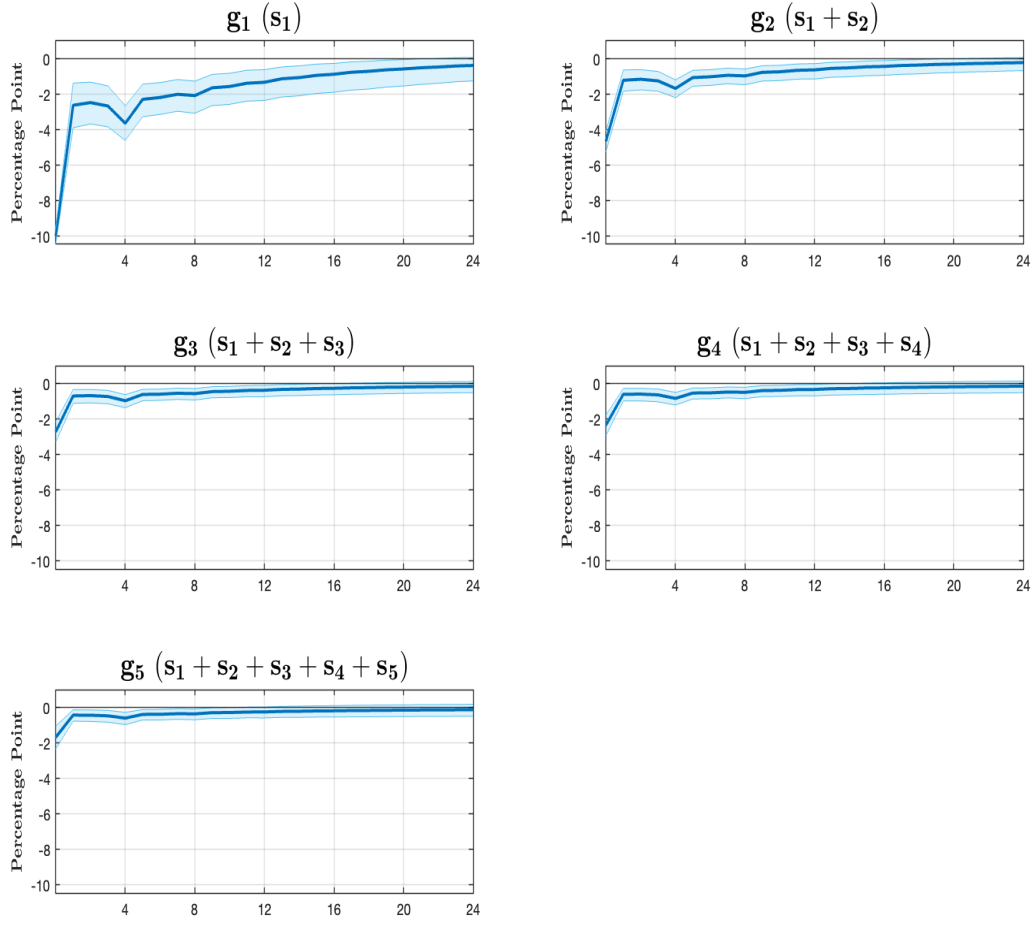 g₁ (s₁)
Percentage Point
0
-2
-4
-6
-8
-10
4 8 12 16 20 24
g₂ (s₁ + s₂)
Percentage Point
0
-2
-4
-6
-8
-10
4 8 12 16 20 24
g₃ (s₁ + s₂ + s₃)
Percentage Point
0
-2
-4
-6
-8
-10
4 8 12 16 20 24
g₄ (s₁ + s₂ + s₃ + s₄)
Percentage Point
0
-2
-4
-6
-8
-10
4 8 12 16 20 24
g₅ (s₁ + s₂ + s₃ + s₄ + s₅)
Percentage Point
0
-2
-4
-6
-8
-10
4 8 12 16 20 24